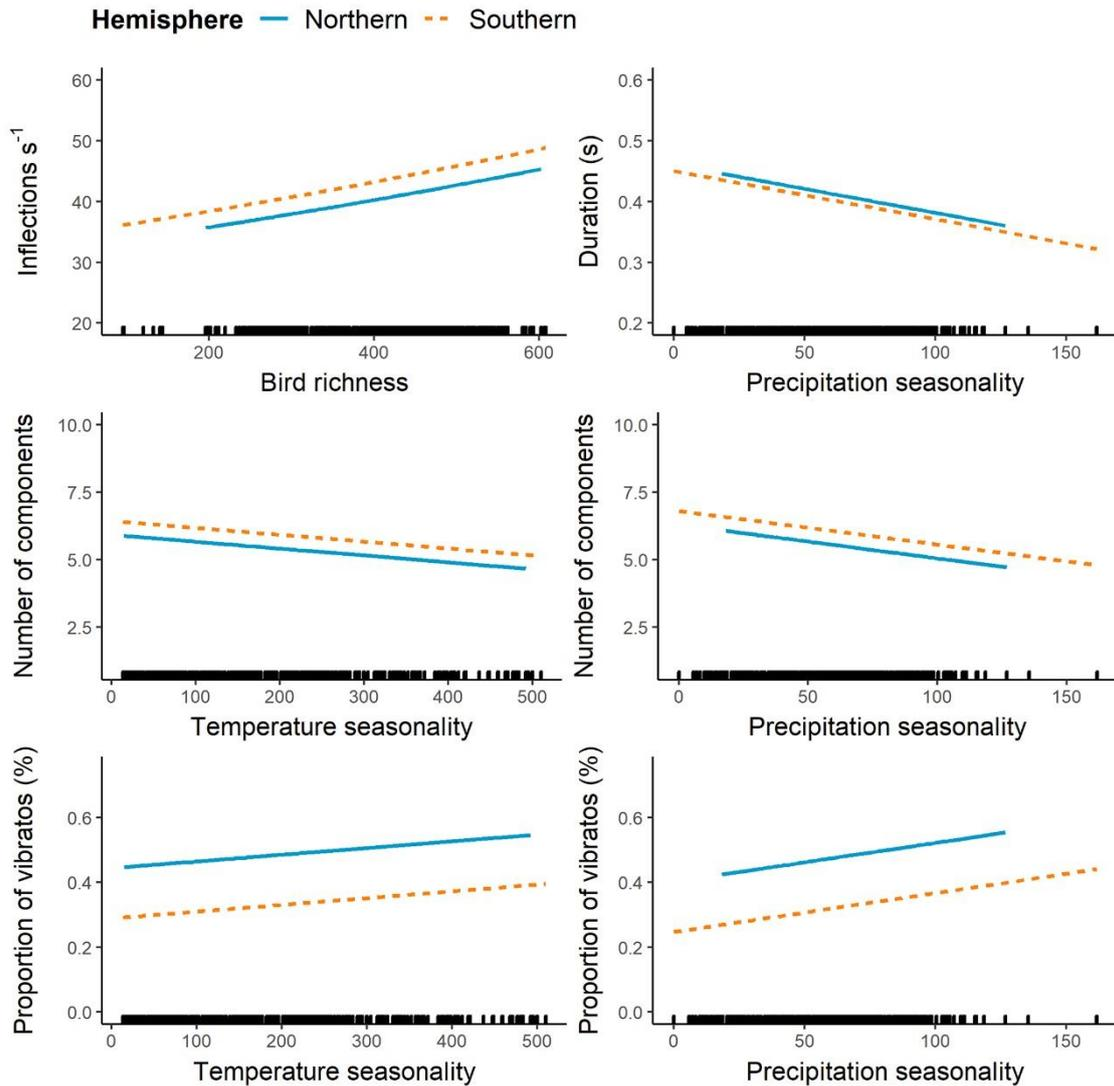 Hemisphere Northern Southern
Inflections s⁻¹
60
50
40
30
20
200 400 600
Bird richness
Duration (s)
0.6
0.5
0.4
0.3
0.2
0 50 100 150
Precipitation seasonality
Number of components
10.0
7.5
5.0
2.5
0 100 200 300 400 500
Temperature seasonality
Number of components
10.0
7.5
5.0
2.5
0 50 100 150
Precipitation seasonality
Proportion of vibratos (%)
0.6
0.4
0.2
0.0
0 100 200 300 400 500
Temperature seasonality
Proportion of vibratos (%)
0.6
0.4
0.2
0.0
0 50 100 150
Precipitation seasonality